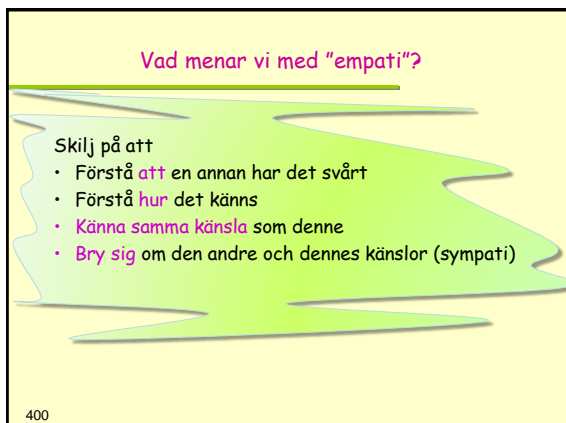 Vad menar vi med ”empati”?
Skilj på att
• Förstå att en annan har det svårt
• Förstå hur det känns
• Känna samma känsla som denne
• Bry sig om den andre och dennes känslor (sympati)
400